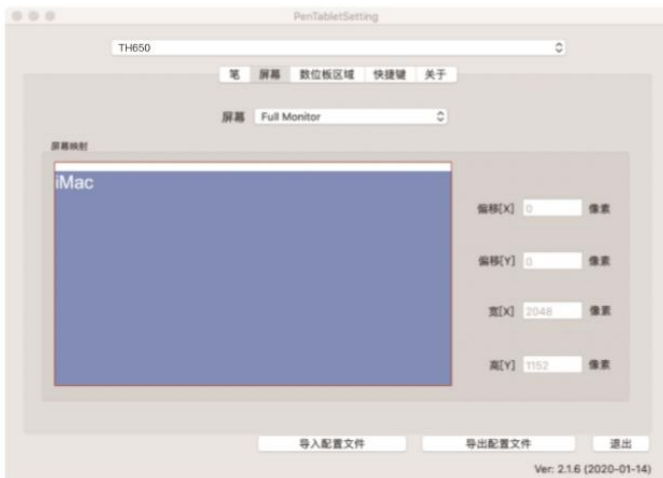 PenTabletSetting
TH650
笔 屏幕 数位板区域 快捷键 关于
屏幕 Full Monitor
屏幕映射
iMac
偏移[X] 0 像素
偏移[Y] 0 像素
宽[X] 2048 像素
高[Y] 1152 像素
导入配置文件 导出配置文件 退出
Ver: 2.1.6 (2020-01-14)